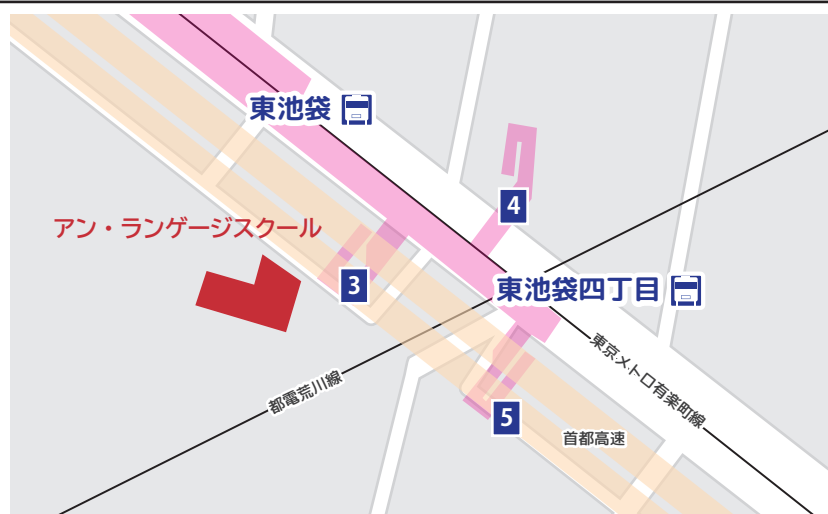 東池袋
4
アン・ランゲージスクール
3
東池袋四丁目
東京メトロ有楽町線
都電荒川線
5
首都高速